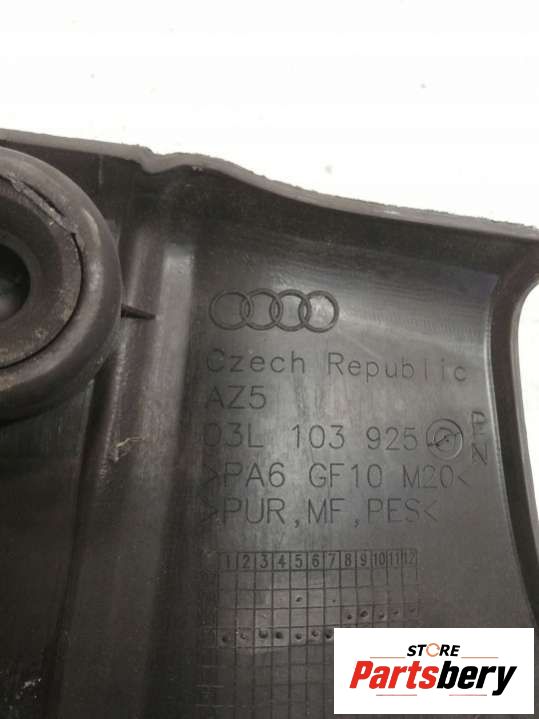 Czech Republic
AZ5
03L 103 925
>PA6 GF10 M20<
>PUR,MF,PES<
1 2 3 4 5 6 7 8 9 10 11 12
STORE
Partsbery